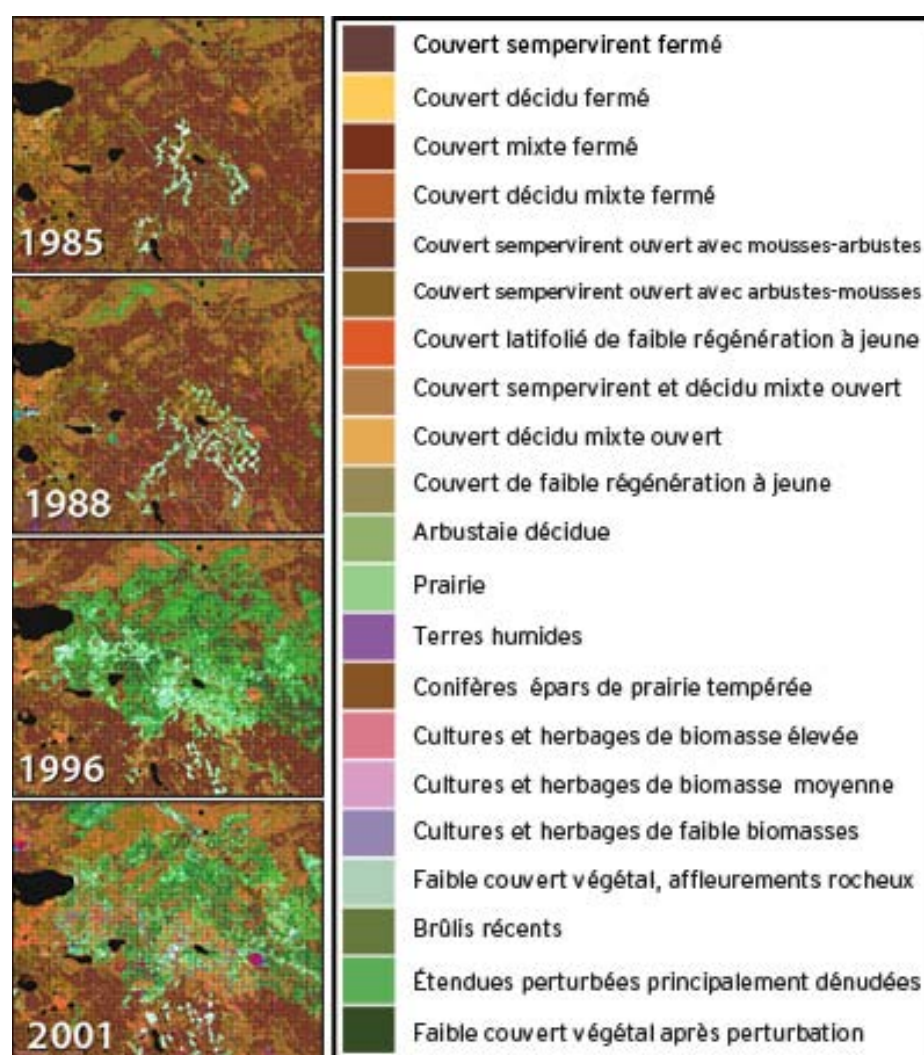 1985
1988
1996
2001
Couvert sempervirent fermé
Couvert décidu fermé
Couvert mixte fermé
Couvert décidu mixte fermé
Couvert sempervirent ouvert avec mousses-arbustes
Couvert sempervirent ouvert avec arbustes-mousses
Couvert latifolié de faible régénération à jeune
Couvert sempervirent et décidu mixte ouvert
Couvert décidu mixte ouvert
Couvert de faible régénération à jeune
Arbustaie décidue
Prairie
Terres humides
Conifères épars de prairie tempérée
Cultures et herbages de biomasse élevée
Cultures et herbages de biomasse moyenne
Cultures et herbages de faible biomasses
Faible couvert végétal, affleurements rocheux
Brûlis récents
Étendues perturbées principalement dénudées
Faible couvert végétal après perturbation